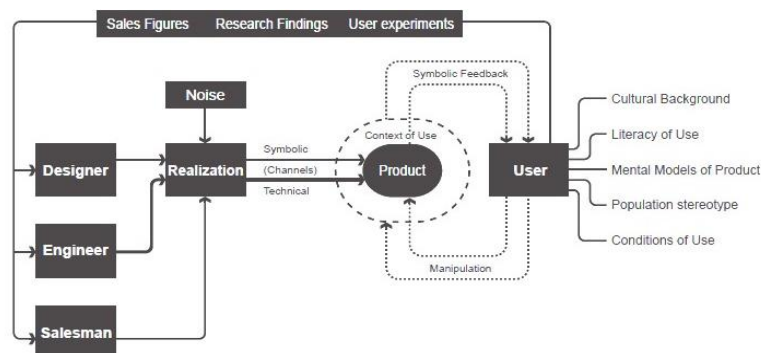 Sales Figures Research Findings User experiments
Symbolic Feedback
Noise
Cultural Background
Context of Use
Literacy of Use
Symbolic
Designer
Realization
(Channels)
Product
User
Mental Models of Product
Technical
Population stereotype
Engineer
Conditions of Use
Manipulation
Salesman